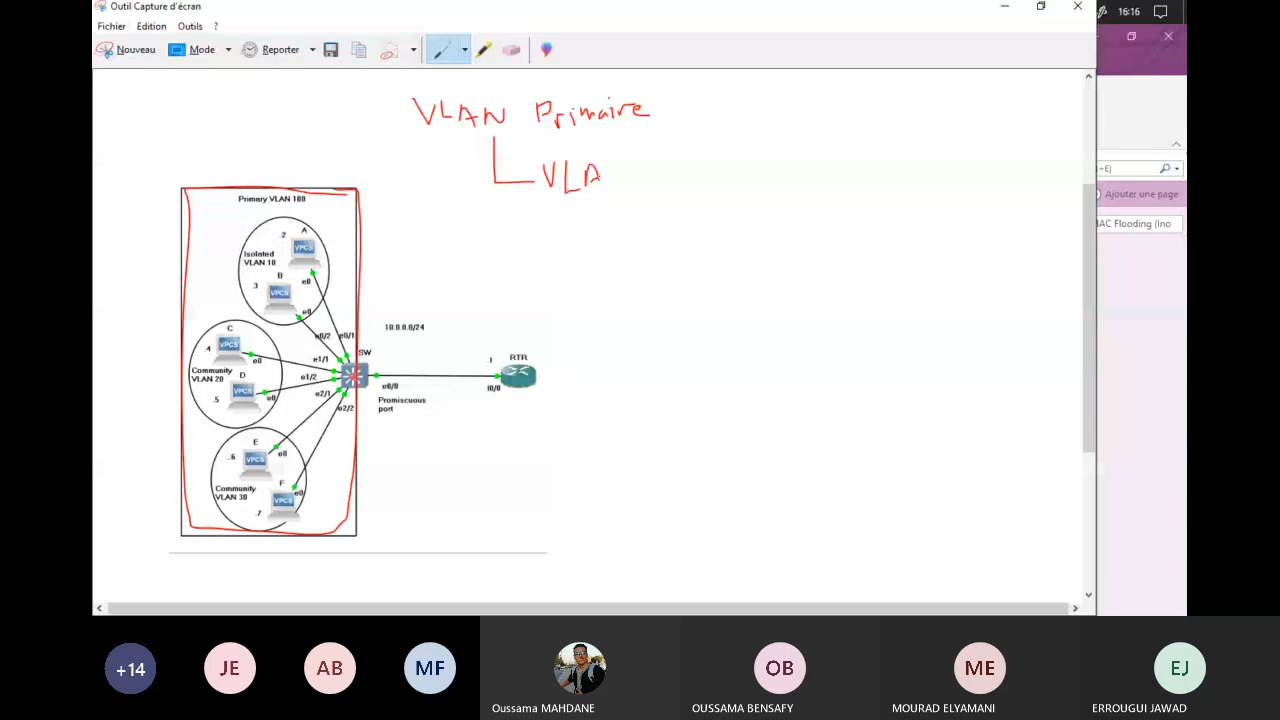 Outil Capture d'écran
16:16
Fichier Edition Outils ?
Nouveau Mode Reporter
VLAN Primaire
VLA
Ajouter une page
MAC Flooding (Ino
Primary VLAN 100
A
.2
VPCS
Isolated
VLAN 10
B
e0
.3
VPCS
e0
e0/2
e0/1
10.0.0.0/24
C
SW
.4
VPCS
e0
e1/1
.1
RTR
Community
VLAN 20
D
e1/2
e0/0
f0/0
VPCS
.5
e0
e2/1
Promiscuous
port
e2/2
E
.6
VPCS
e0
F
Community
VLAN 30
e0
VPCS
.7
+14
JE
AB
MF
OB
ME
EJ
Oussama MAHDANE
OUSSAMA BENSAFY
MOURAD ELYAMANI
ERROUGUI JAWAD